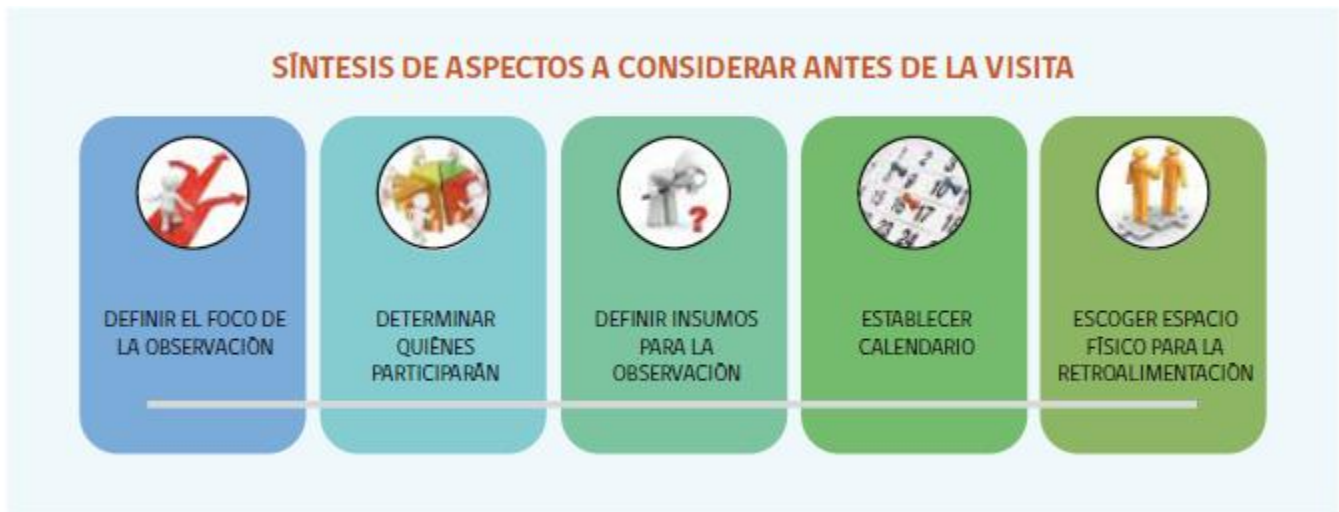 SÍNTESIS DE ASPECTOS A CONSIDERAR ANTES DE LA VISITA
DEFINIR EL FOCO DE
LA OBSERVACIÓN
DETERMINAR
QUIÉNES
PARTICIPARÁN
DEFINIR INSUMOS
PARA LA
OBSERVACIÓN
ESTABLECER
CALENDARIO
ESCOGER ESPACIO
FÍSICO PARA LA
RETROALIMENTACIÓN